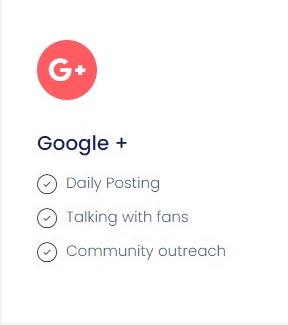 G+
Google +
Daily Posting
Talking with fans
Community outreach